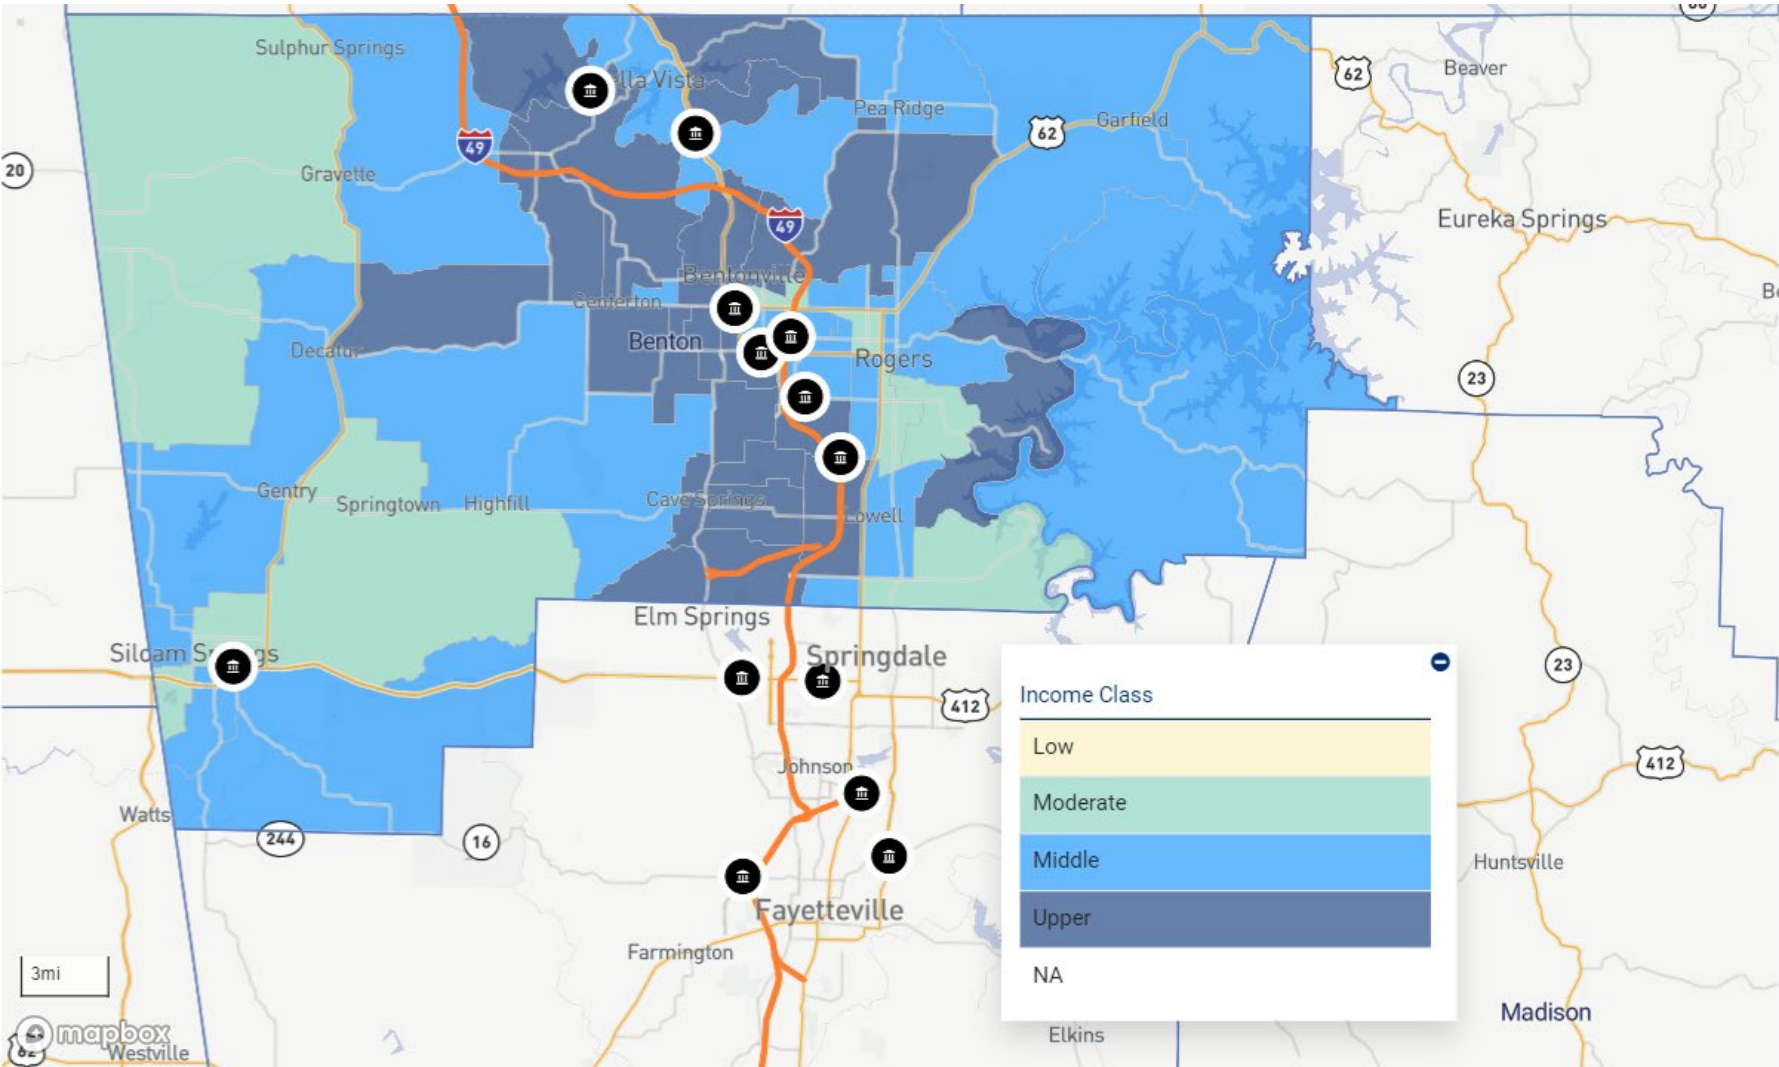 Sulphur Springs
lla Vista
62
Beaver
Pea Ridge
Garfield
62
49
20
Gravette
49
Eureka Springs
Bentonville
Centerton
Benton
Decatur
Rogers
23
Gentry
Springtown
Highfill
Cave Springs
Lowell
Elm Springs
Siloam Springs
Springdale
23
412
Income Class
Low
Moderate
Middle
Upper
NA
Johnson
412
Watts
244
16
Huntsville
Fayetteville
Farmington
3mi
Madison
mapbox
Elkins
62
Westville